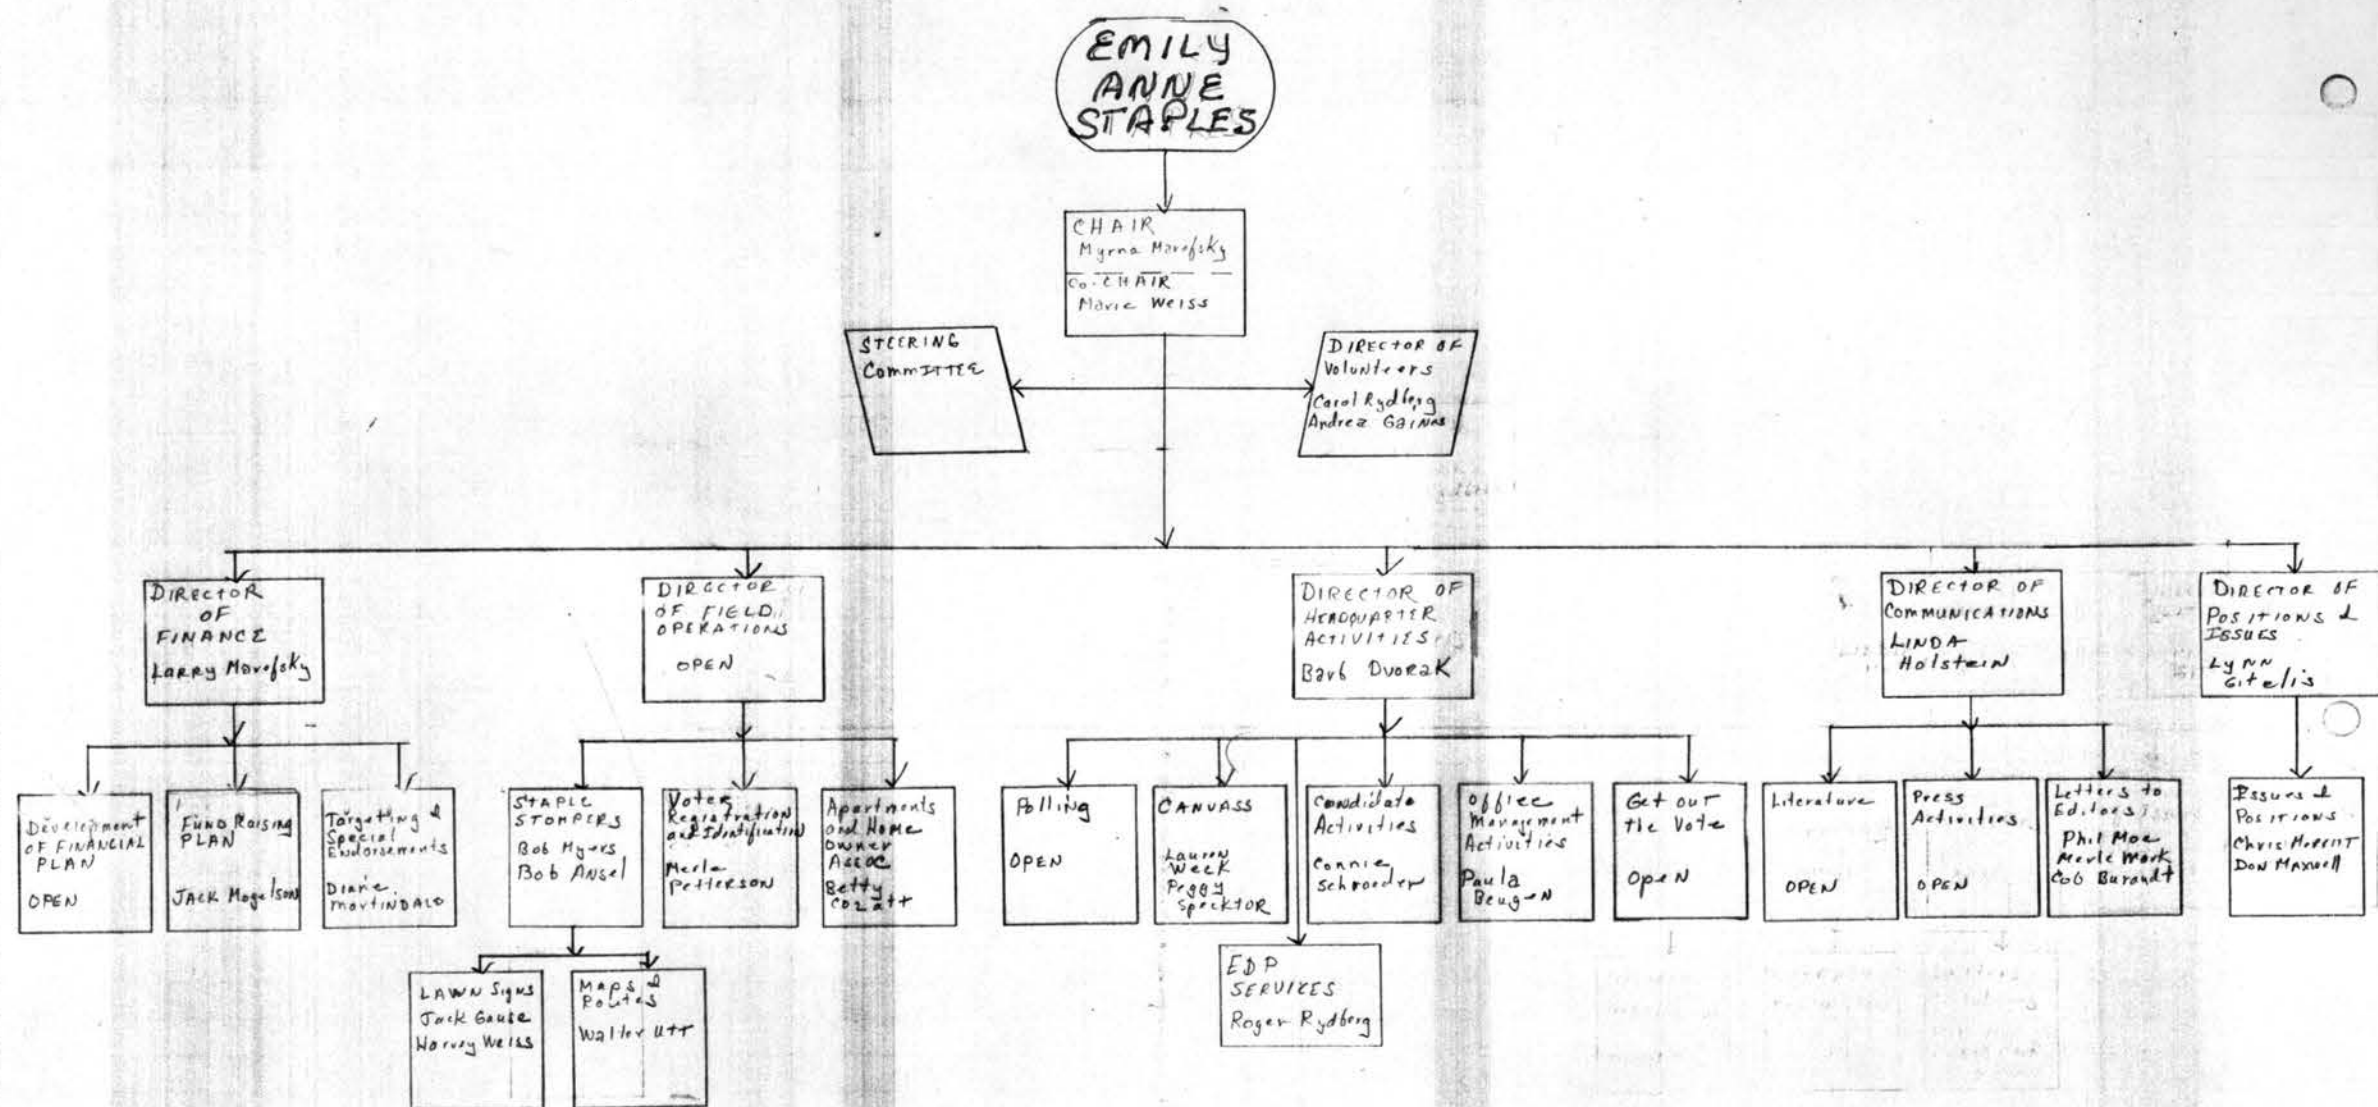 EMILY
ANNE
STAPLES
CHAIR
Myrna Marofsky
Co-CHAIR
Marie Weiss
STEERING
Committee
DIRECTOR OF
Volunteers
Carol Rydberg
Andrea
DIRECTOR
OF
FINANCE
Larry Marofsky
DIRECTOR
OF FIELD
OPERATIONS
OPEN
DIRECTOR OF
HEADQUARTER
ACTIVITIES
Barb Dvorak
DIRECTOR OF
COMMUNICATIONS
LINDA
Holstein
DIRECTOR OF
POSITIONS &
ISSUES
Lynn
Gitelis
Development
OF FINANCIAL
PLAN
OPEN
FUND Raising
PLAN
JACK Mogelson
Targetting &
Special
Endorsements
Diane
MARTINDALE
STAPLE
STOMPERS
Bob Myers
Bob Ansel
Voter
Registration
and Identification
Merle
Petterson
Apartments
and Home
Owner
Assoc
Betty
Cozatt
Polling
OPEN
CANVASS
Lauren
Weck
Peggy
Specktor
Candidate
Activities
Connie
Schroeder
Office
Management
Activities
Paula
Beugen
Get out
the Vote
Open
Literature
OPEN
Press
Activities
OPEN
Letters to
Editors
Phil Moe
Merle Mork
Cob Burandt
Issues &
Positions
Chris
Don Maxwell
LAWN Signs
Jack Gause
Harvey Weiss
Maps &
Routes
Walter Utt
EDP
SERVICES
Roger Rydberg